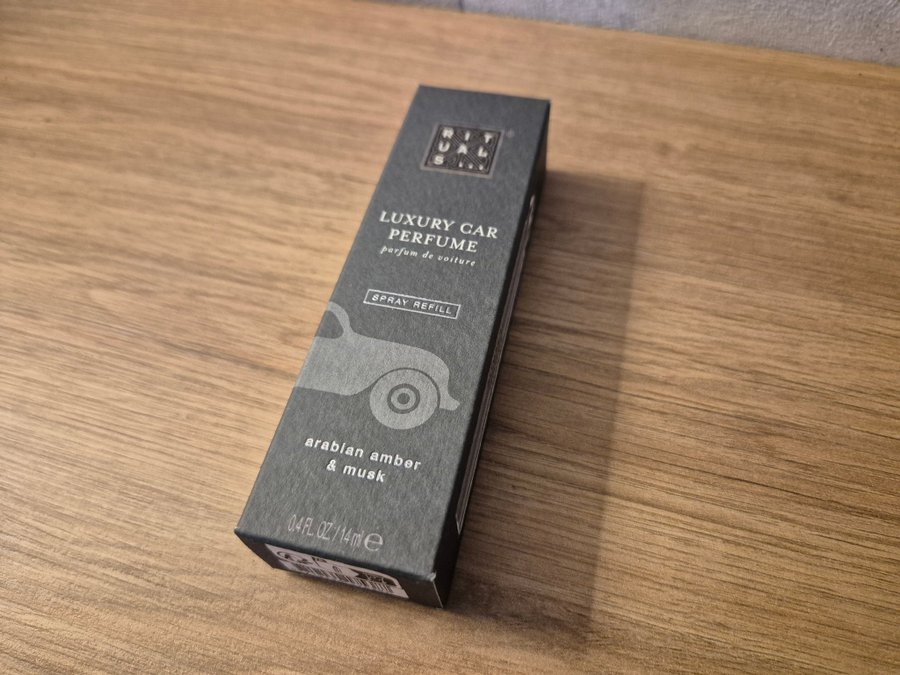 RIT
UAL
S...
®
LUXURY CAR
PERFUME
parfum de voiture
SPRAY REFILL
arabian amber
& musk
0.4 FL. OZ / 14 ml ℮